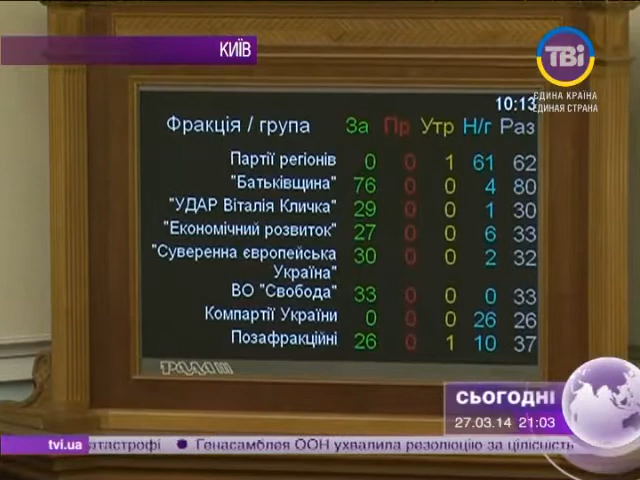 КИЇВ
ТВі
ЄДИНА КРАЇНА
ЕДИНАЯ СТРАНА
10:13
Фракція / група За Пр Утр Н/г Раз
Партії регіонів 0 0 1 61 62
"Батьківщина" 76 0 0 4 80
"УДАР Віталія Кличка" 29 0 0 1 30
"Економічний розвиток" 27 0 0 6 33
"Суверенна європейська 30 0 0 2 32
Україна"
ВО "Свобода" 33 0 0 0 33
Компартії України 0 0 0 26 26
Позафракційні 26 0 1 10 37
РАДА III
СЬОГОДНІ
27.03.14 21:03
tvi.ua атастрофі ● Генасамблея ООН ухвалила резолюцію за цілісність